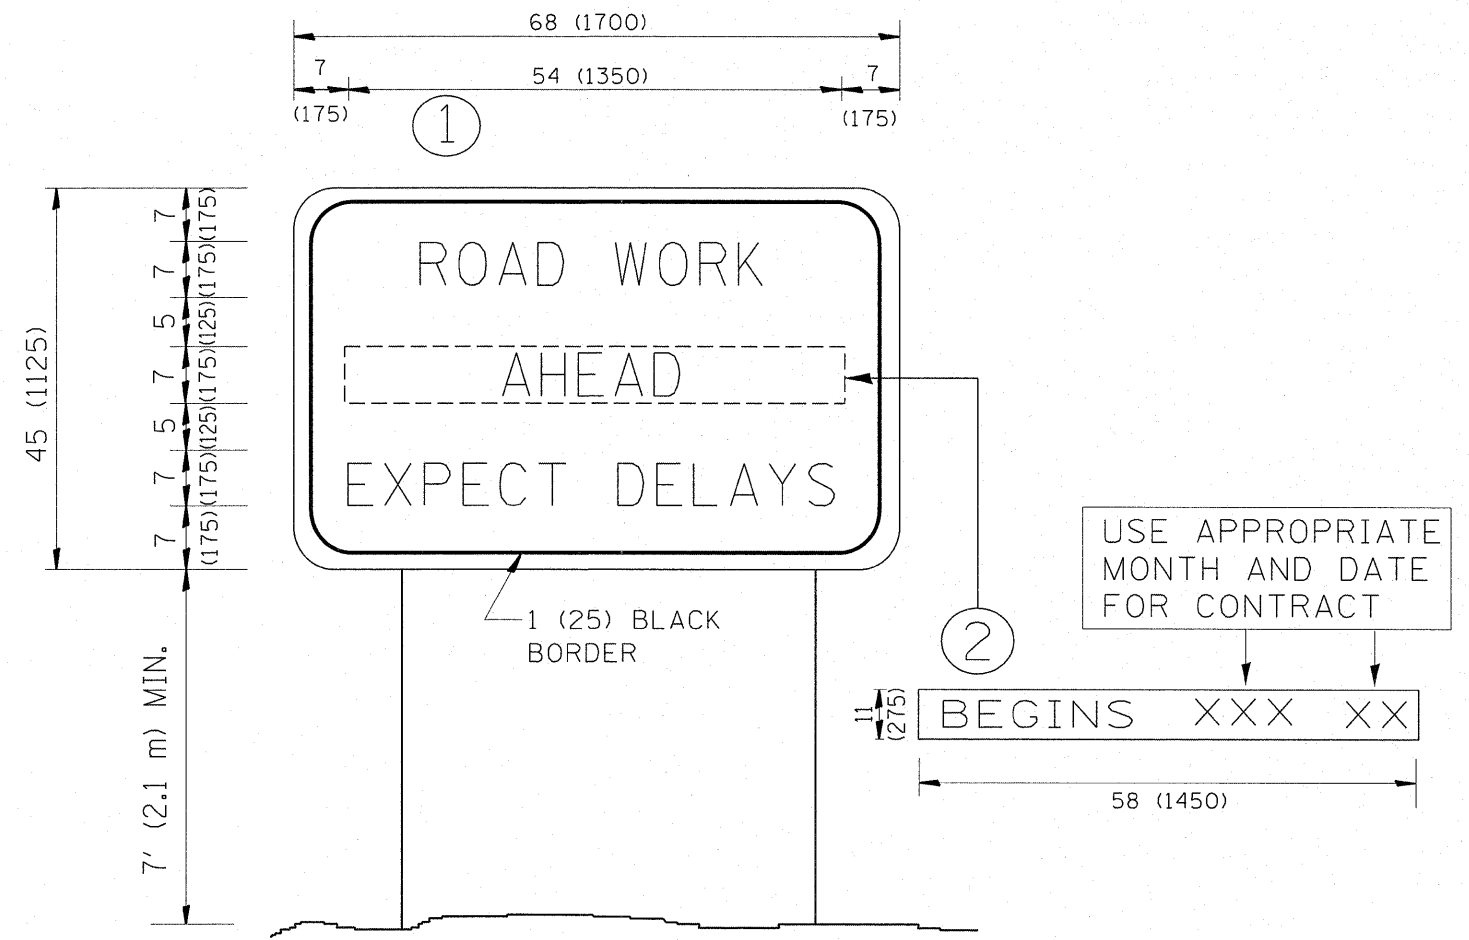 68 (1700)
7
54 (1350)
7
(175)
(175)
1
7
(175)
7
(175)
5
(125)
7
(175)
5
(125)
7
(175)
7
(175)
45 (1125)
ROAD WORK
AHEAD
EXPECT DELAYS
1 (25) BLACK
BORDER
7' (2.1 m) MIN.
USE APPROPRIATE
MONTH AND DATE
FOR CONTRACT
2
11
(275)
BEGINS XXX XX
58 (1450)